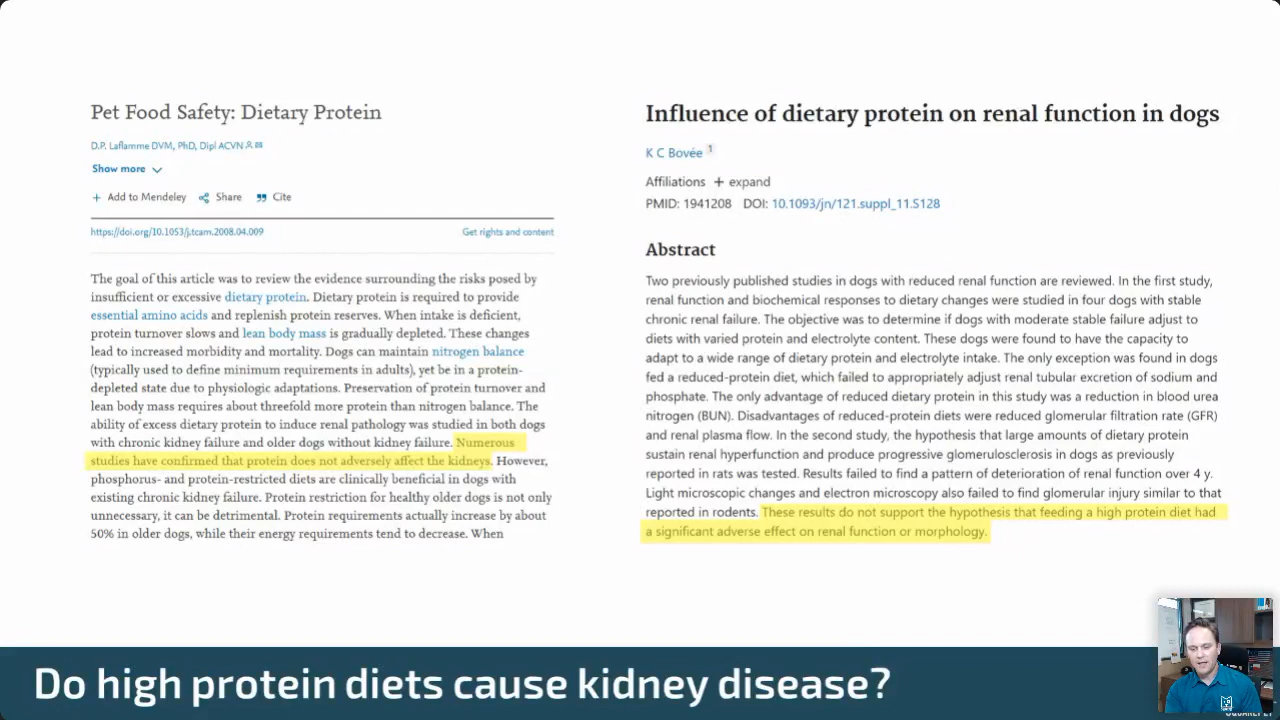 Pet Food Safety: Dietary Protein
D.P. Laflamme DVM, PhD, Dipl ACVN
Show more
+ Add to Mendeley Share Cite
https://doi.org/10.1053/j.tcam.2008.04.009 Get rights and content
The goal of this article was to review the evidence surrounding the risks posed by
insufficient or excessive dietary protein. Dietary protein is required to provide
essential amino acids and replenish protein reserves. When intake is deficient,
protein turnover slows and lean body mass is gradually depleted. These changes
lead to increased morbidity and mortality. Dogs can maintain nitrogen balance
(typically used to define minimum requirements in adults), yet be in a protein-
depleted state due to physiologic adaptations. Preservation of protein turnover and
lean body mass requires about threefold more protein than nitrogen balance. The
ability of excess dietary protein to induce renal pathology was studied in both dogs
with chronic kidney failure and older dogs without kidney failure. Numerous
studies have confirmed that protein does not adversely affect the kidneys. However,
phosphorus- and protein-restricted diets are clinically beneficial in dogs with
existing chronic kidney failure. Protein restriction for healthy older dogs is not only
unnecessary, it can be detrimental. Protein requirements actually increase by about
50% in older dogs, while their energy requirements tend to decrease. When
Influence of dietary protein on renal function in dogs
K C Bovée 1
Affiliations + expand
PMID: 1941208 DOI: 10.1093/jn/121.suppl_11.S128
Abstract
Two previously published studies in dogs with reduced renal function are reviewed. In the first study,
renal function and biochemical responses to dietary changes were studied in four dogs with stable
chronic renal failure. The objective was to determine if dogs with moderate stable failure adjust to
diets with varied protein and electrolyte content. These dogs were found to have the capacity to
adapt to a wide range of dietary protein and electrolyte intake. The only exception was found in dogs
fed a reduced-protein diet, which failed to appropriately adjust renal tubular excretion of sodium and
phosphate. The only advantage of reduced dietary protein in this study was a reduction in blood urea
nitrogen (BUN). Disadvantages of reduced-protein diets were reduced glomerular filtration rate (GFR)
and renal plasma flow. In the second study, the hypothesis that large amounts of dietary protein
sustain renal hyperfunction and produce progressive glomerulosclerosis in dogs as previously
reported in rats was tested. Results failed to find a pattern of deterioration of renal function over 4 y.
Light microscopic changes and electron microscopy also failed to find glomerular injury similar to that
reported in rodents. These results do not support the hypothesis that feeding a high protein diet had
a significant adverse effect on renal function or morphology.
Do high protein diets cause kidney disease?